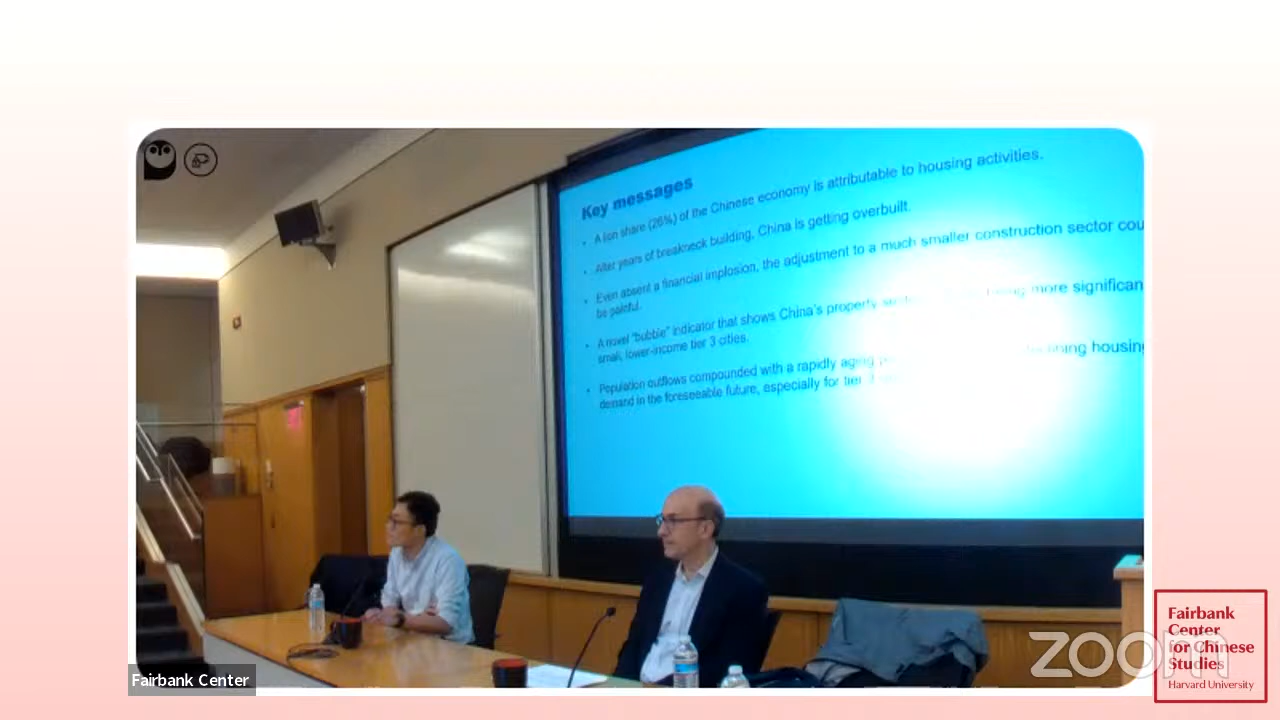 Key messages
A lion share (26%) of the Chinese economy is attributable to housing activities.
After years of breakneck building, China is getting overbuilt.
Even absent a financial implosion, the adjustment to a much smaller construction sector cou
be painful.
A novel "bubble" indicator that shows China's property being more significan
small, lower-income tier 3 cities.
Population outflows compounded with a rapidly aging housing
demand in the foreseeable future, especially for tier
Fairbank Center
zoom
Fairbank
Center
for Chinese
Studies
Harvard University